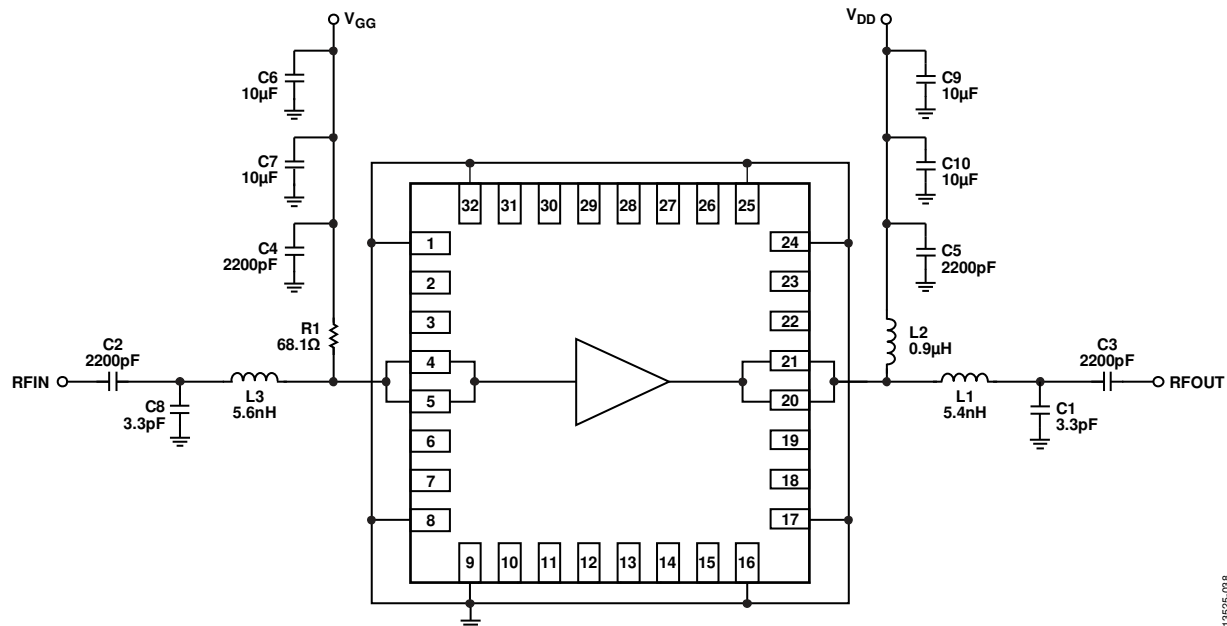 VGG
VDD
C6
10µF
C9
10µF
C7
10µF
C10
10µF
32 31 30 29 28 27 26 25
C4
2200pF
1
24
C5
2200pF
2
23
3
22
R1
68.1Ω
L2
0.9µH
C2
2200pF
4
21
C3
2200pF
RFIN
RFOUT
L3
5.6nH
5
20
L1
5.4nH
C8
3.3pF
C1
3.3pF
6
19
7
18
8
17
9 10 11 12 13 14 15 16
13525-038